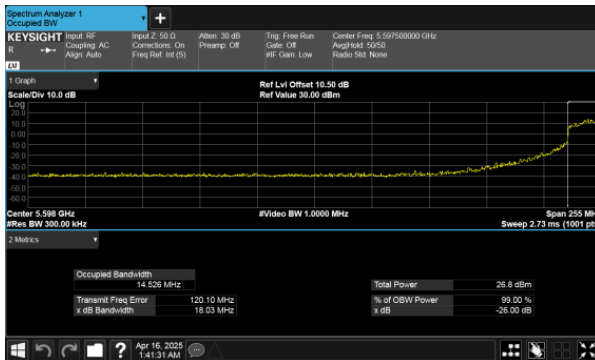 Spectrum Analyzer 1
Occupied BW
KEYSIGHT Input: RF Input Z: 50 Ω Atten: 30 dB Trig: Free Run Center Freq: 5.597500000 GHz
R Coupling: AC Corrections: On Preamp: Off Gate: Off Avg|Hold: 50/50
Align: Auto Freq Ref: Int (S) #IF Gain: Low Radio Std: None
LXI
1 Graph
Scale/Div 10.0 dB
Ref Lvl Offset 10.50 dB
Ref Value 30.00 dBm
Log
20.0
10.0
0.00
-10.0
-20.0
-30.0
-40.0
-50.0
-60.0
Center 5.598 GHz #Video BW 1.0000 MHz Span 255 MH
#Res BW 300.00 kHz Sweep 2.73 ms (1001 pts
2 Metrics
Occupied Bandwidth
14.526 MHz Total Power 26.8 dBm
Transmit Freq Error 120.10 MHz % of OBW Power 99.00 %
x dB Bandwidth 18.03 MHz x dB -26.00 dB
Apr 16, 2025
1:41:31 AM